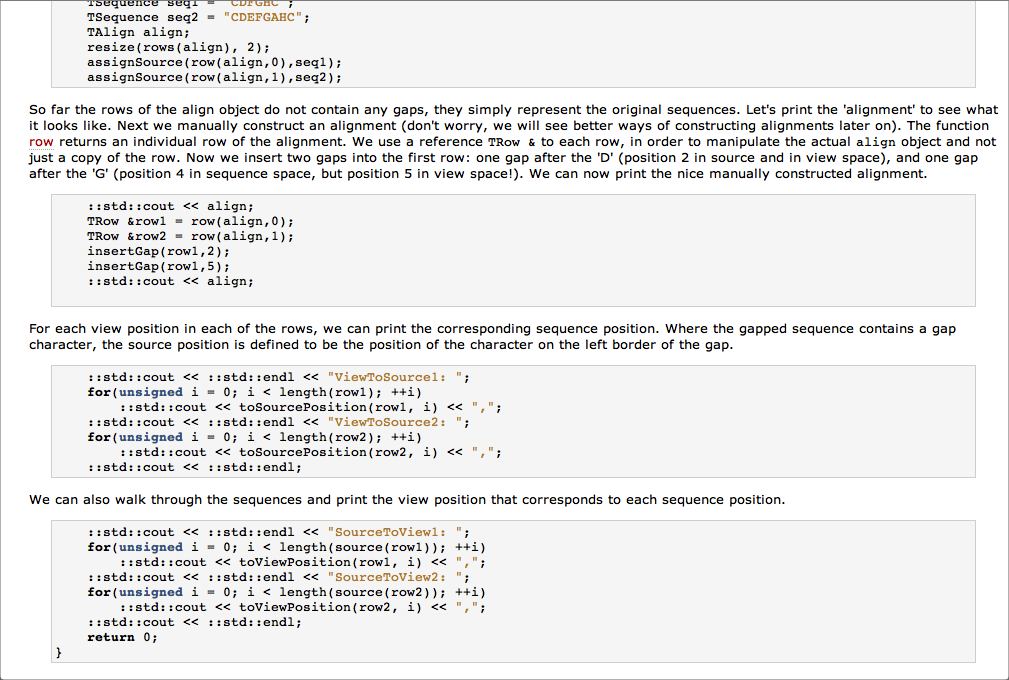 TSequence seq1 = "CDFGHC";
TSequence seq2 = "CDEFGAHC";
TAlign align;
resize(rows(align), 2);
assignSource(row(align,0),seq1);
assignSource(row(align,1),seq2);
So far the rows of the align object do not contain any gaps, they simply represent the original sequences. Let's print the 'alignment' to see what
it looks like. Next we manually construct an alignment (don't worry, we will see better ways of constructing alignments later on). The function
row returns an individual row of the alignment. We use a reference TRow & to each row, in order to manipulate the actual align object and not
just a copy of the row. Now we insert two gaps into the first row: one gap after the 'D' (position 2 in source and in view space), and one gap
after the 'G' (position 4 in sequence space, but position 5 in view space!). We can now print the nice manually constructed alignment.
::std::cout << align;
TRow &row1 = row(align,0);
TRow &row2 = row(align,1);
insertGap(row1,2);
insertGap(row1,5);
::std::cout << align;
For each view position in each of the rows, we can print the corresponding sequence position. Where the gapped sequence contains a gap
character, the source position is defined to be the position of the character on the left border of the gap.
::std::cout << ::std::endl << "ViewToSource1: ";
for(unsigned i = 0; i < length(row1); ++i)
::std::cout << toSourcePosition(row1, i) << ",";
::std::cout << ::std::endl << "ViewToSource2: ";
for(unsigned i = 0; i < length(row2); ++i)
::std::cout << toSourcePosition(row2, i) << ",";
::std::cout << ::std::endl;
We can also walk through the sequences and print the view position that corresponds to each sequence position.
::std::cout << ::std::endl << "SourceToView1: ";
for(unsigned i = 0; i < length(source(row1)); ++i)
::std::cout << toViewPosition(row1, i) << ",";
::std::cout << ::std::endl << "SourceToView2: ";
for(unsigned i = 0; i < length(source(row2)); ++i)
::std::cout << toViewPosition(row2, i) << ",";
::std::cout << ::std::endl;
return 0;
}